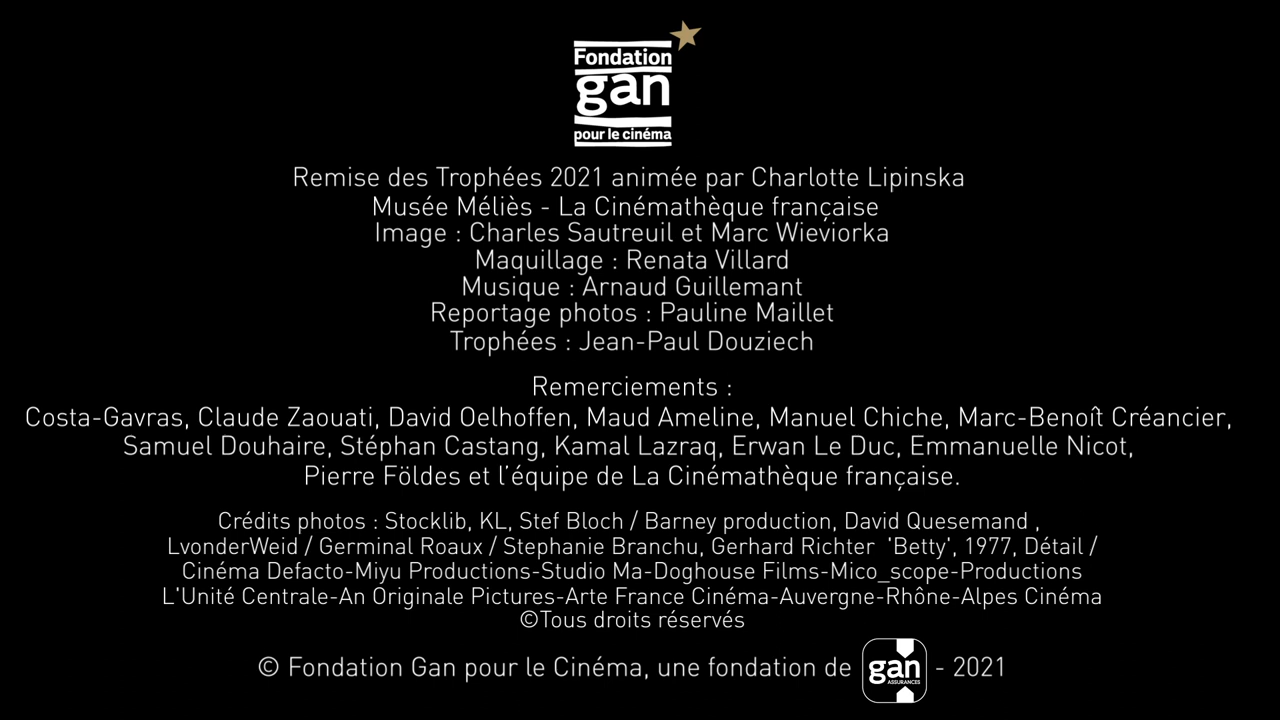 Fondation
gan
pour le cinéma
Remise des Trophées 2021 animée par Charlotte Lipinska
Musée Méliès - La Cinémathèque française
Image : Charles Sautreuil et Marc Wieviorka
Maquillage : Renata Villard
Musique : Arnaud Guillemant
Reportage photos : Pauline Maillet
Trophées : Jean-Paul Douziech
Remerciements :
Costa-Gavras, Claude Zaouati, David Oelhoffen, Maud Ameline, Manuel Chiche, Marc-Benoît Créancier,
Samuel Douhaire, Stéphan Castang, Kamal Lazraq, Erwan Le Duc, Emmanuelle Nicot,
Pierre Földes et l’équipe de La Cinémathèque française.
Crédits photos : Stocklib, KL, Stef Bloch / Barney production, David Quesemand ,
LvonderWeid / Germinal Roaux / Stephanie Branchu, Gerhard Richter 'Betty', 1977, Détail /
Cinéma Defacto-Miyu Productions-Studio Ma-Doghouse Films-Mico_scope-Productions
L'Unité Centrale-An Originale Pictures-Arte France Cinéma-Auvergne-Rhône-Alpes Cinéma
©Tous droits réservés
© Fondation Gan pour le Cinéma, une fondation de gan ASSURANCES - 2021